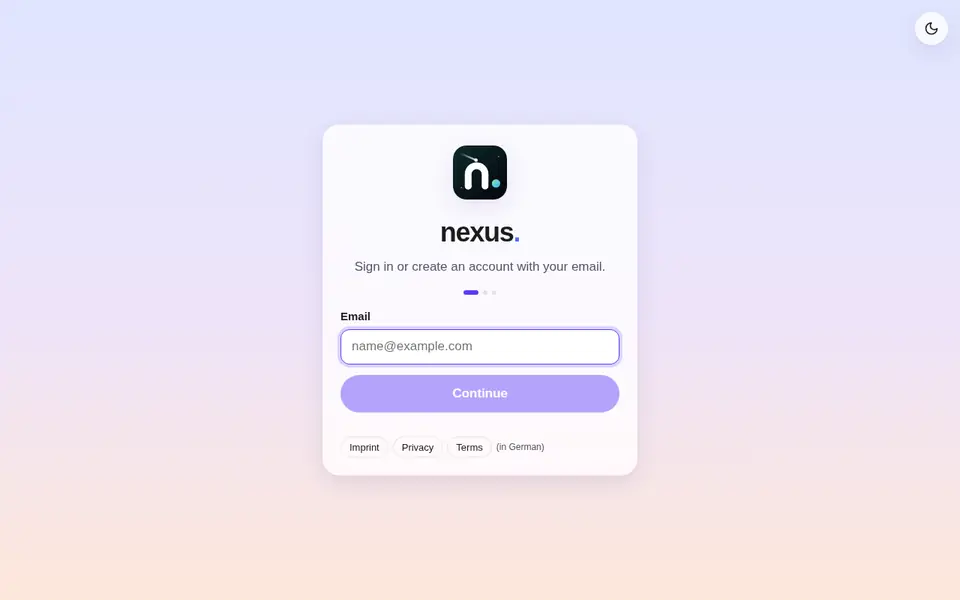 nexus.
Sign in or create an account with your email.
Email
name@example.com
Continue
Imprint Privacy Terms (in German)